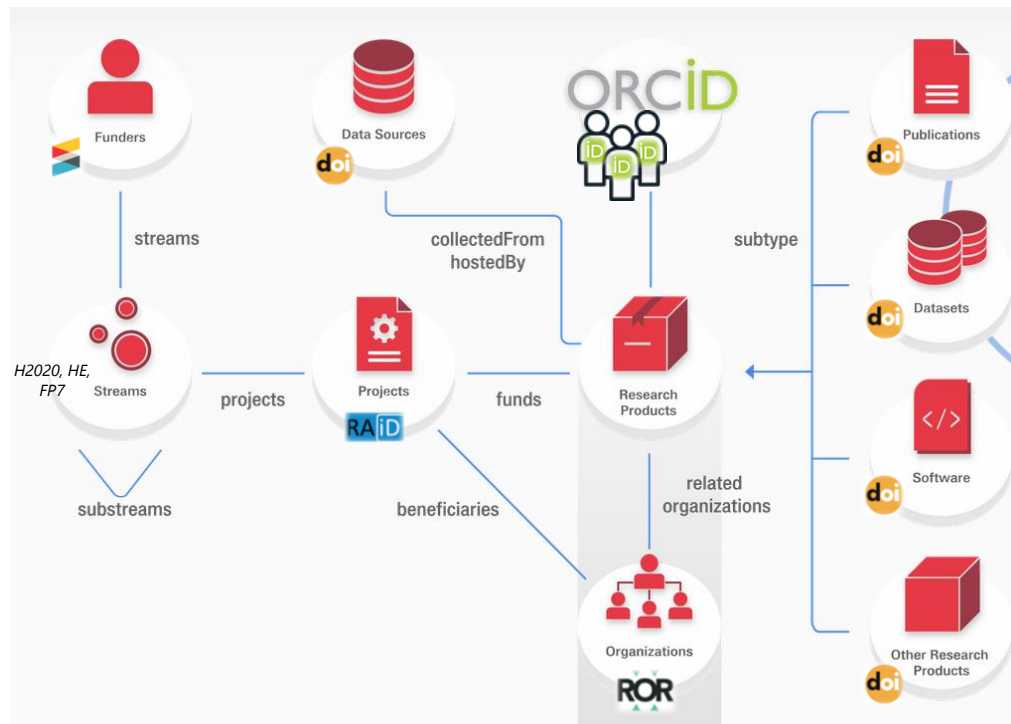 Funders
Data Sources
doi
ORCiD
iD
iD
iD
Publications
doi
streams
collectedFrom
hostedBy
subtype
Datasets
doi
H2020, HE,
FP7
Streams
projects
Projects
RAiD
funds
Research
Products
</>
Software
doi
substreams
beneficiaries
related
organizations
Organizations
ROR
Other Research
Products
doi